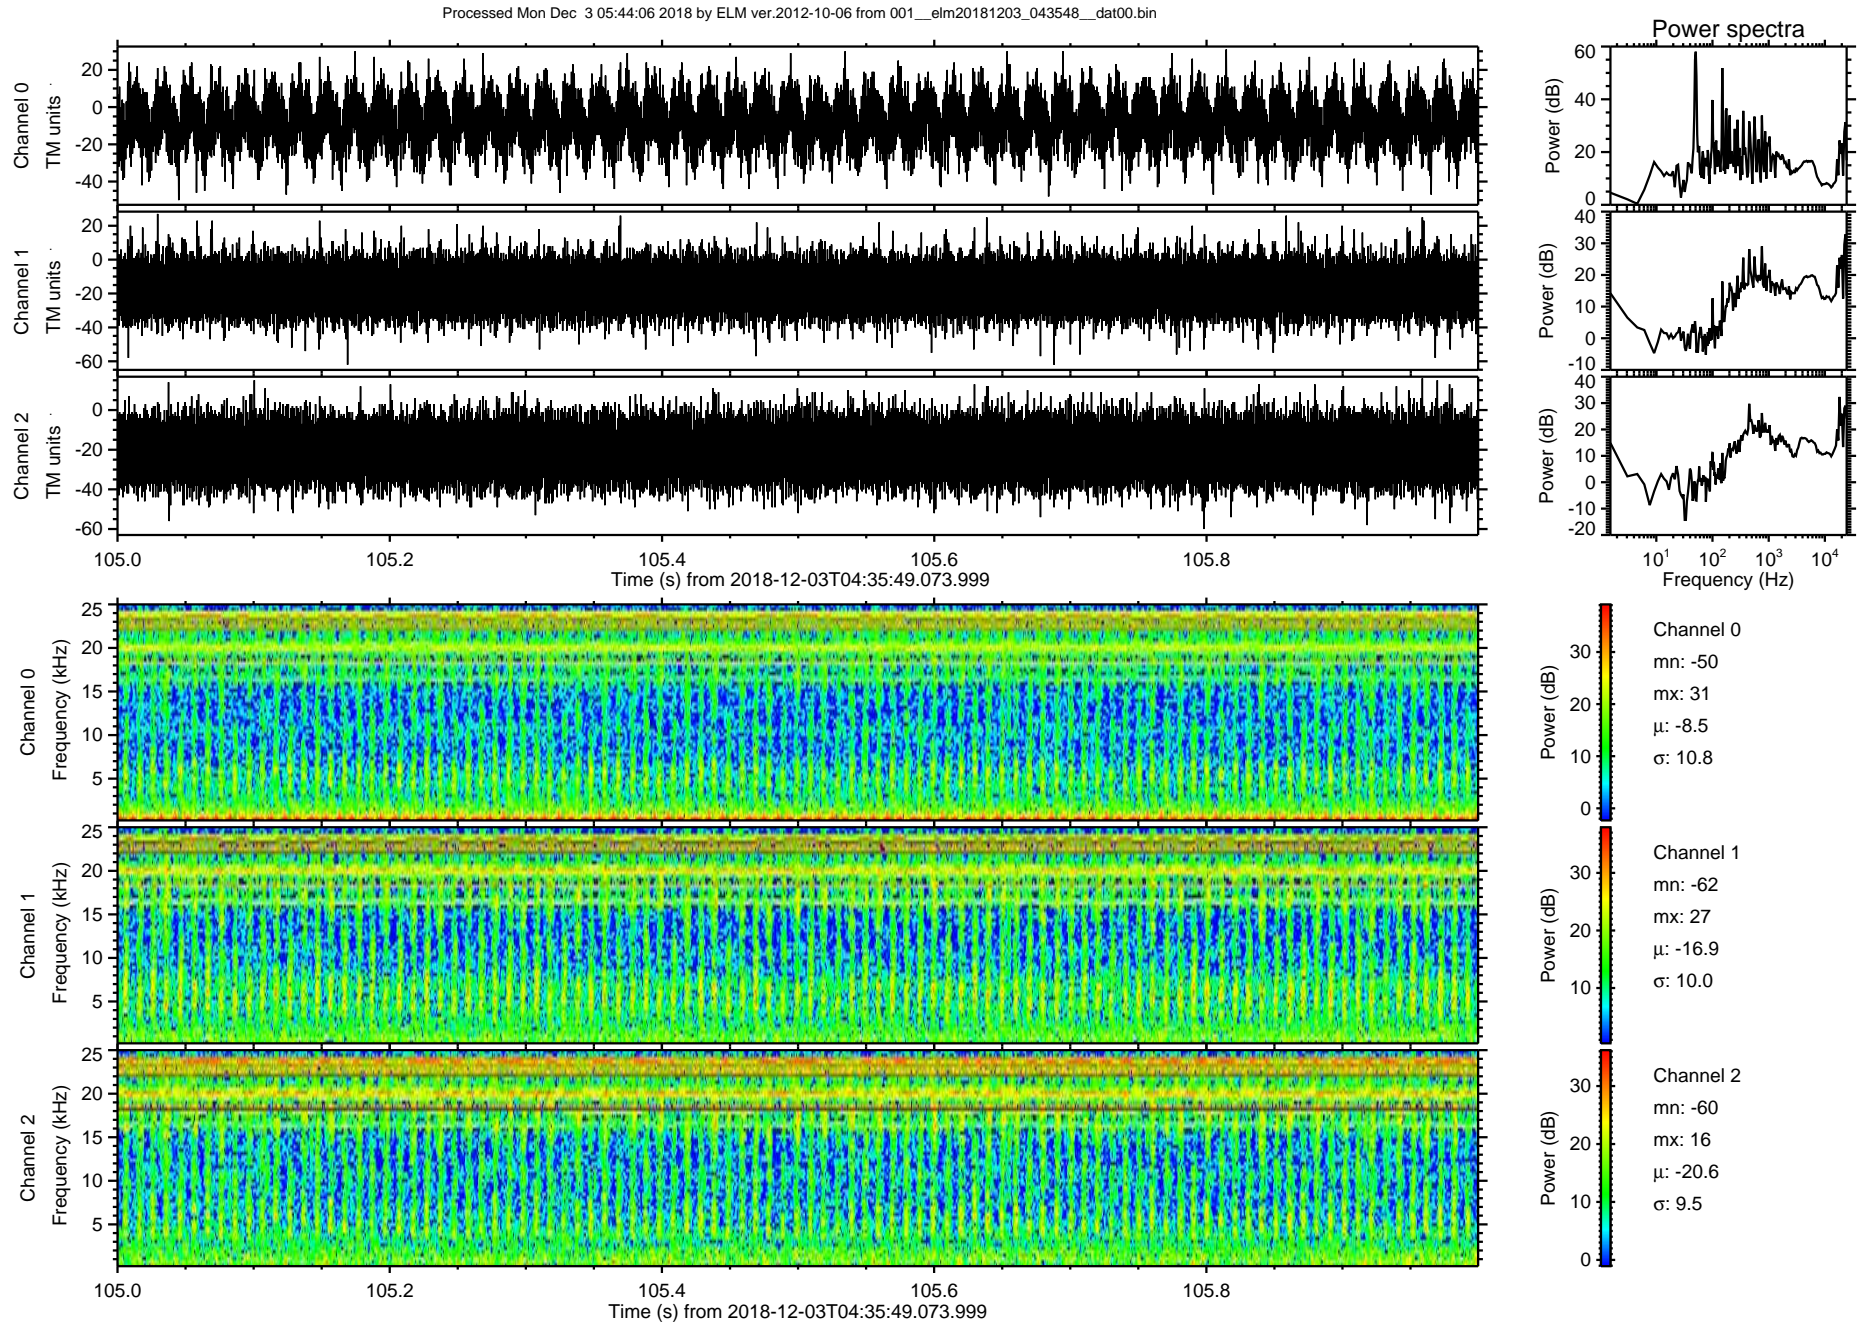 Processed Mon Dec  3 05:44:06 2018 by ELM ver.2012-10-06 from 001__elm20181203_043548__dat00.bin
Power spectra
Channel 0
TM units
20
0
-20
-40
Power (dB)
60
40
20
0
Channel 1
TM units
20
0
-20
-40
-60
Power (dB)
40
30
20
10
0
-10
Channel 2
TM units
0
-20
-40
-60
Power (dB)
40
30
20
10
0
-10
-20
105.0 105.2 105.4 105.6 105.8
Time (s) from 2018-12-03T04:35:49.073.999
10¹ 10² 10³ 10⁴
Frequency (Hz)
Channel 0
Frequency (kHz)
25
20
15
10
5
Power (dB)
30
20
10
0
Channel 0
mn: -50
mx: 31
μ: -8.5
σ: 10.8
Channel 1
Frequency (kHz)
25
20
15
10
5
Power (dB)
30
20
10
Channel 1
mn: -62
mx: 27
μ: -16.9
σ: 10.0
Channel 2
Frequency (kHz)
25
20
15
10
5
Power (dB)
30
20
10
0
Channel 2
mn: -60
mx: 16
μ: -20.6
σ: 9.5
105.0 105.2 105.4 105.6 105.8
Time (s) from 2018-12-03T04:35:49.073.999